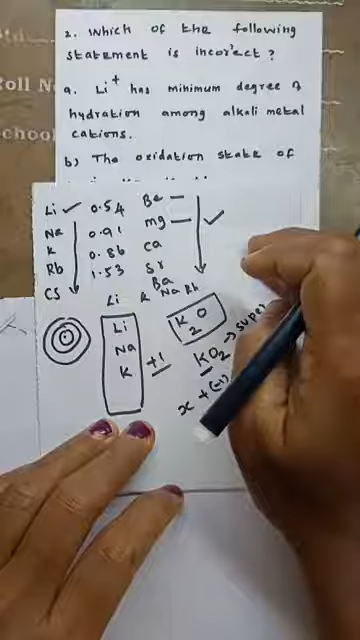 2. Which of the following
statement is incorrect ?
a. Li+ has minimum degree of
hydration among alkali metal
cations.
b) The oxidation state of
Roll N
Li ✓ 0.54 Be —
Na 0.91 mg — ✓
K 0.86 Ca
Rb 1.53 Sr
Cs Ba
Li K Na Rb
Li
Na
K
+1
K2O
KO2 → super
x + (-1)